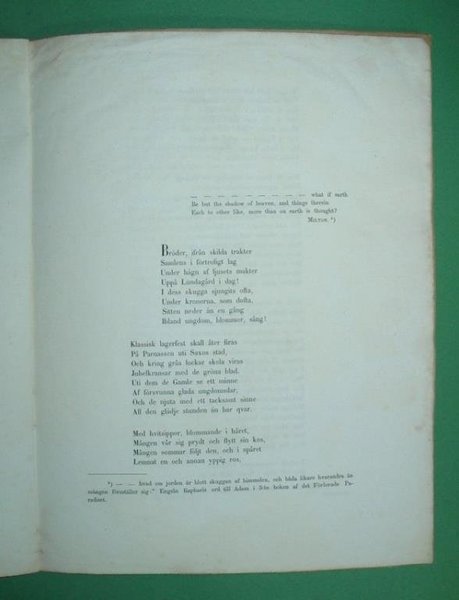 — — — — — — — — — — — what if earth
Be but the shadow of heaven, and things therein
Each to other like, more than on earth is thought?
MILTON *)
Bröder, ifrån skilda trakter
Samlens i förtroligt lag
Under hägn af ljusets makter
Uppå Lundagård i dag!
I dess skugga sjungits ofta,
Under kronorna, som dofta,
Sitten neder än en gång
Ibland ungdom, blommor, sång!
Klassisk lagerfest skall åter firas
På Parnassen uti Saxos stad,
Och kring grån lockar skola viras
Jubelkransar med de gröna blad.
Uti dem de Gamle se ett minne
Af försvunna glada ungdomsdar,
Och de njuta med ett tacksamt sinne
All den glädje stunden än har qvar.
Med hvitsippor, blommande i håret,
Mången vår sig prydt och flytt sin kos,
Mången sommar följt den, och i spåret
Lemnat en och annan yppig ros,
*) — — hvad om jorden är blott skuggan af himmelen, och båda likare hvarandra än
mången föreställer sig." Engeln Raphaels ord till Adam i 5:te boken af det Förlorade Pa-
radiset.